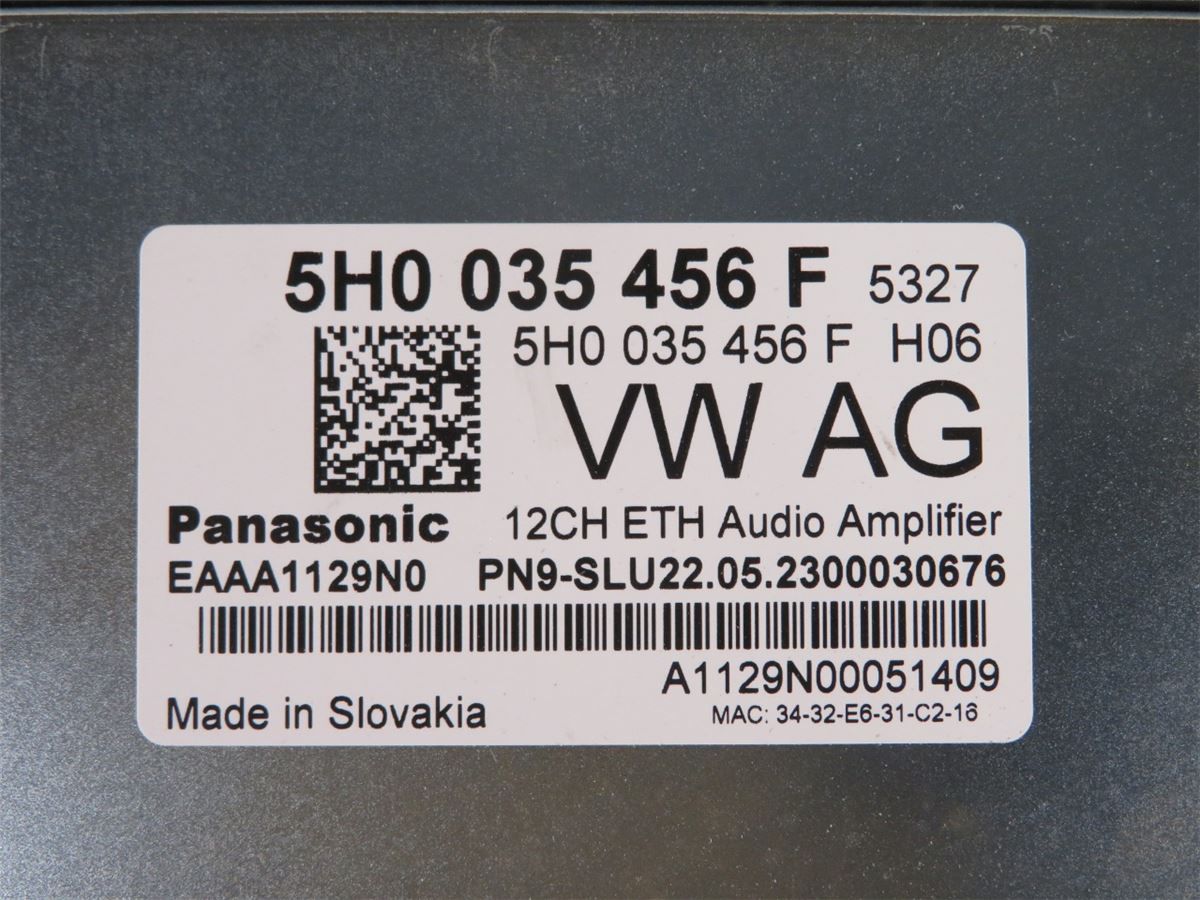 5H0 035 456 F 5327
5H0 035 456 F H06
VW AG
Panasonic 12CH ETH Audio Amplifier
EAAA1129N0 PN9-SLU22.05.2300030676
A1129N00051409
Made in Slovakia MAC: 34-32-E6-31-C2-16